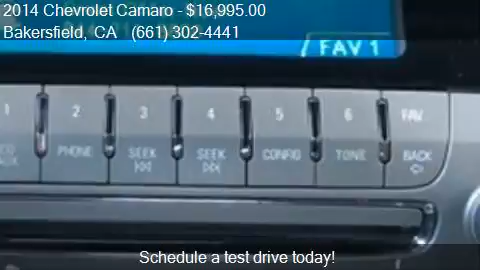 2014 Chevrolet Camaro - $16,995.00
Bakersfield, CA (661) 302-4441
FAV 1
1 2 3 4 5 6 FAV
PHONE SEEK SEEK CONFIG TONE BACK
Schedule a test drive today!